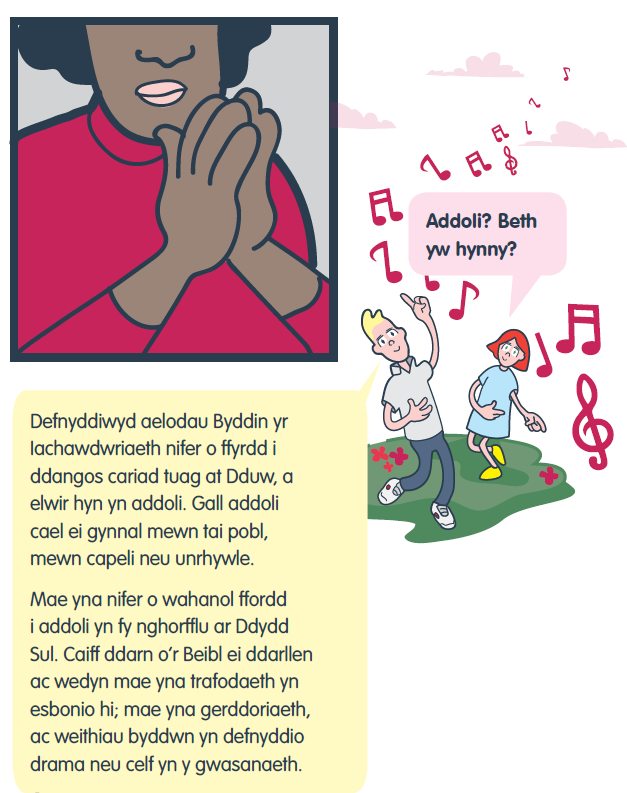 Addoli? Beth
yw hynny?
Defnyddiwyd aelodau Byddin yr
Iachawdwriaeth nifer o ffyrdd i
ddangos cariad tuag at Dduw, a
elwir hyn yn addoli. Gall addoli
cael ei gynnal mewn tai pobl,
mewn capeli neu unrhywle.
Mae yna nifer o wahanol ffordd
i addoli yn fy nghorfflu ar Ddydd
Sul. Caiff ddarn o’r Beibl ei ddarllen
ac wedyn mae yna trafodaeth yn
esbonio hi; mae yna gerddoriaeth,
ac weithiau byddwn yn defnyddio
drama neu celf yn y gwasanaeth.